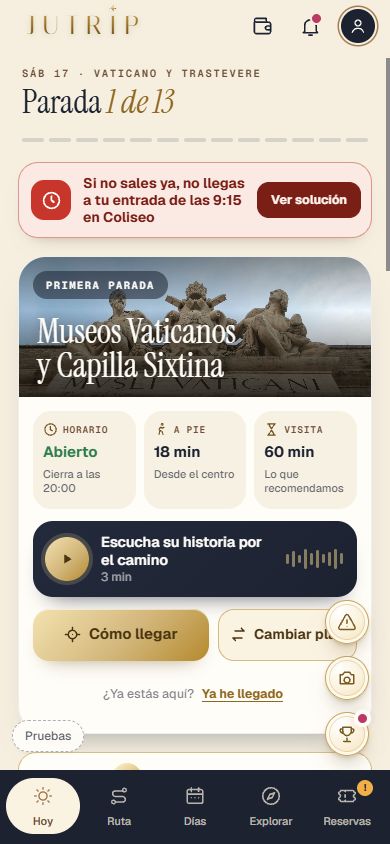 JUTRIP
SÁB 17 · VATICANO Y TRASTEVERE
Parada 1 de 13
Si no sales ya, no llegas
a tu entrada de las 9:15
en Coliseo
Ver solución
PRIMERA PARADA
Museos Vaticanos
y Capilla Sixtina
HORARIO
Abierto
Cierra a las
20:00
A PIE
18 min
Desde el centro
VISITA
60 min
Lo que
recomendamos
Escucha su historia por
el camino
3 min
Cómo llegar
Cambiar
¿Ya estás aquí? Ya he llegado
Pruebas
Hoy
Ruta
Días
Explorar
!
Reservas